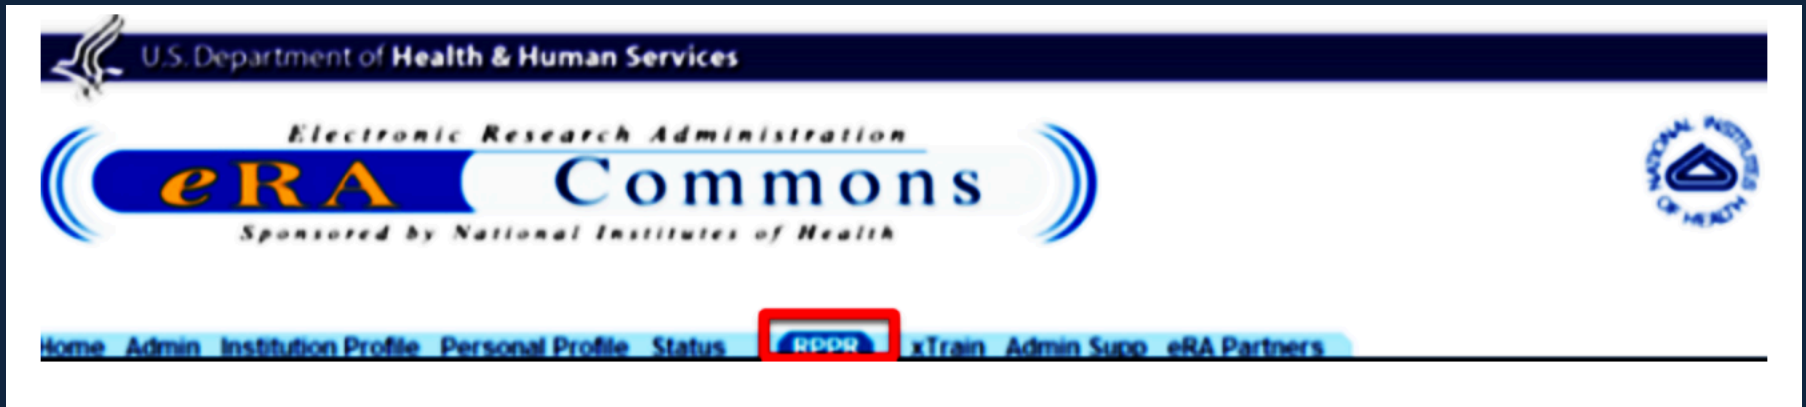 U.S. Department of Health & Human Services
Electronic Research Administration
eRA Commons
Sponsored by National Institutes of Health
NATIONAL INSTITUTES OF HEALTH
Home Admin Institution Profile Personal Profile Status RPPR xTrain Admin Supp eRA Partners